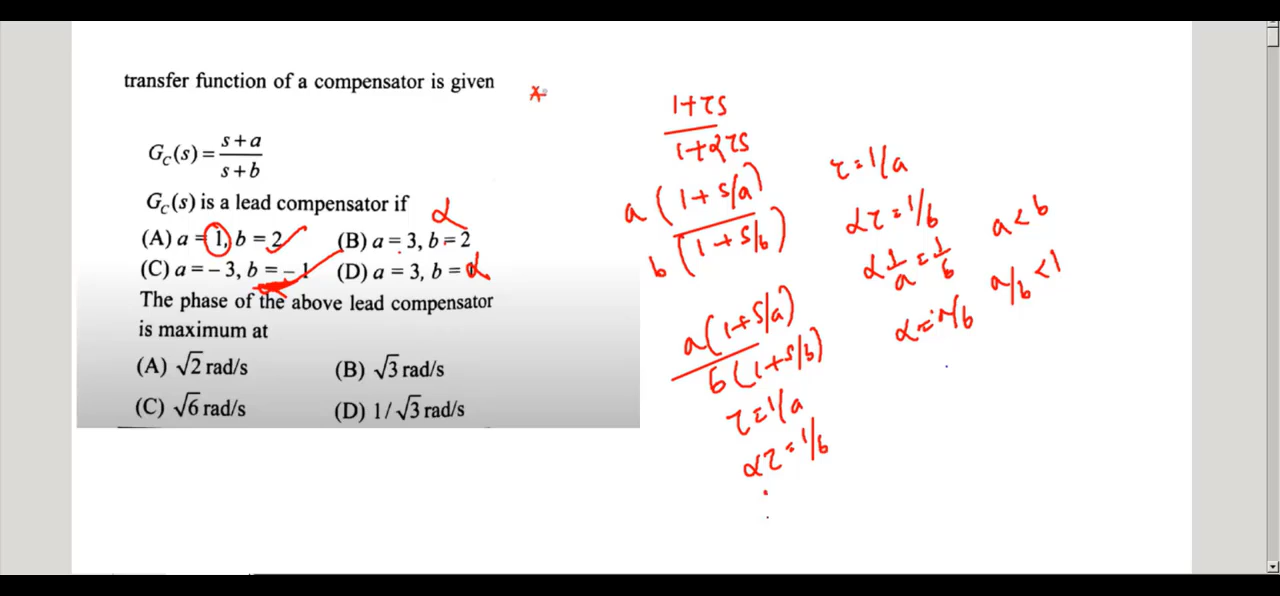 transfer function of a compensator is given
G_C(s) = (s + a)/(s + b)
G_C(s) is a lead compensator if
(A) a = 1, b = 2 (B) a = 3, b = 2
(C) a = – 3, b = – 1 (D) a = 3, b =
The phase of the above lead compensator
is maximum at
(A) √2 rad/s (B) √3 rad/s
(C) √6 rad/s (D) 1/√3 rad/s
α
α
1+τs
1+ατs
a(1+s/a)
b(1+s/b)
a(1+s/a)
b(1+s/b)
τ=1/a
ατ=1/b
τ=1/a
ατ=1/b
α 1/a = 1/b
α = a/b
a<b
a/b<1